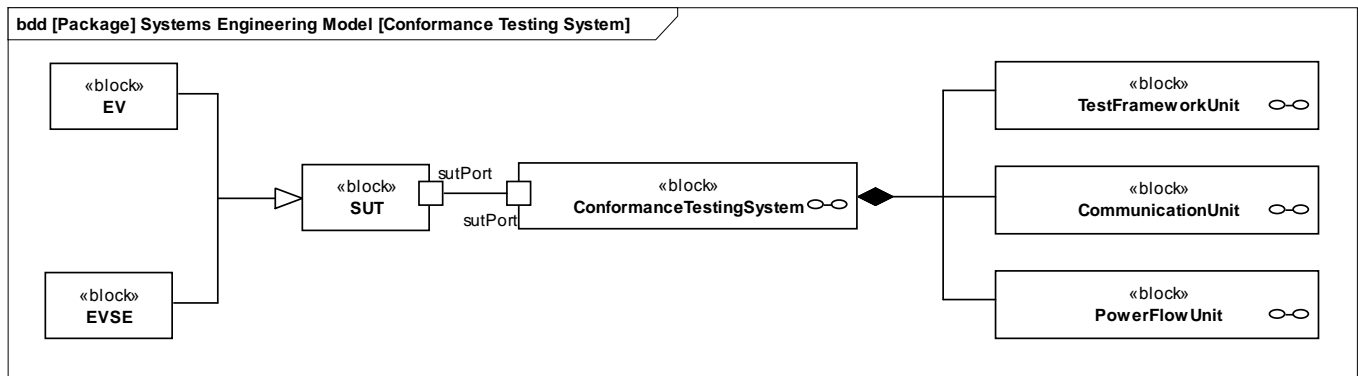 bdd [Package] Systems Engineering Model [Conformance Testing System]
«block»
EV
«block»
EVSE
«block»
SUT
sutPort
sutPort
«block»
ConformanceTestingSystem
«block»
TestFrameworkUnit
«block»
CommunicationUnit
«block»
PowerFlowUnit